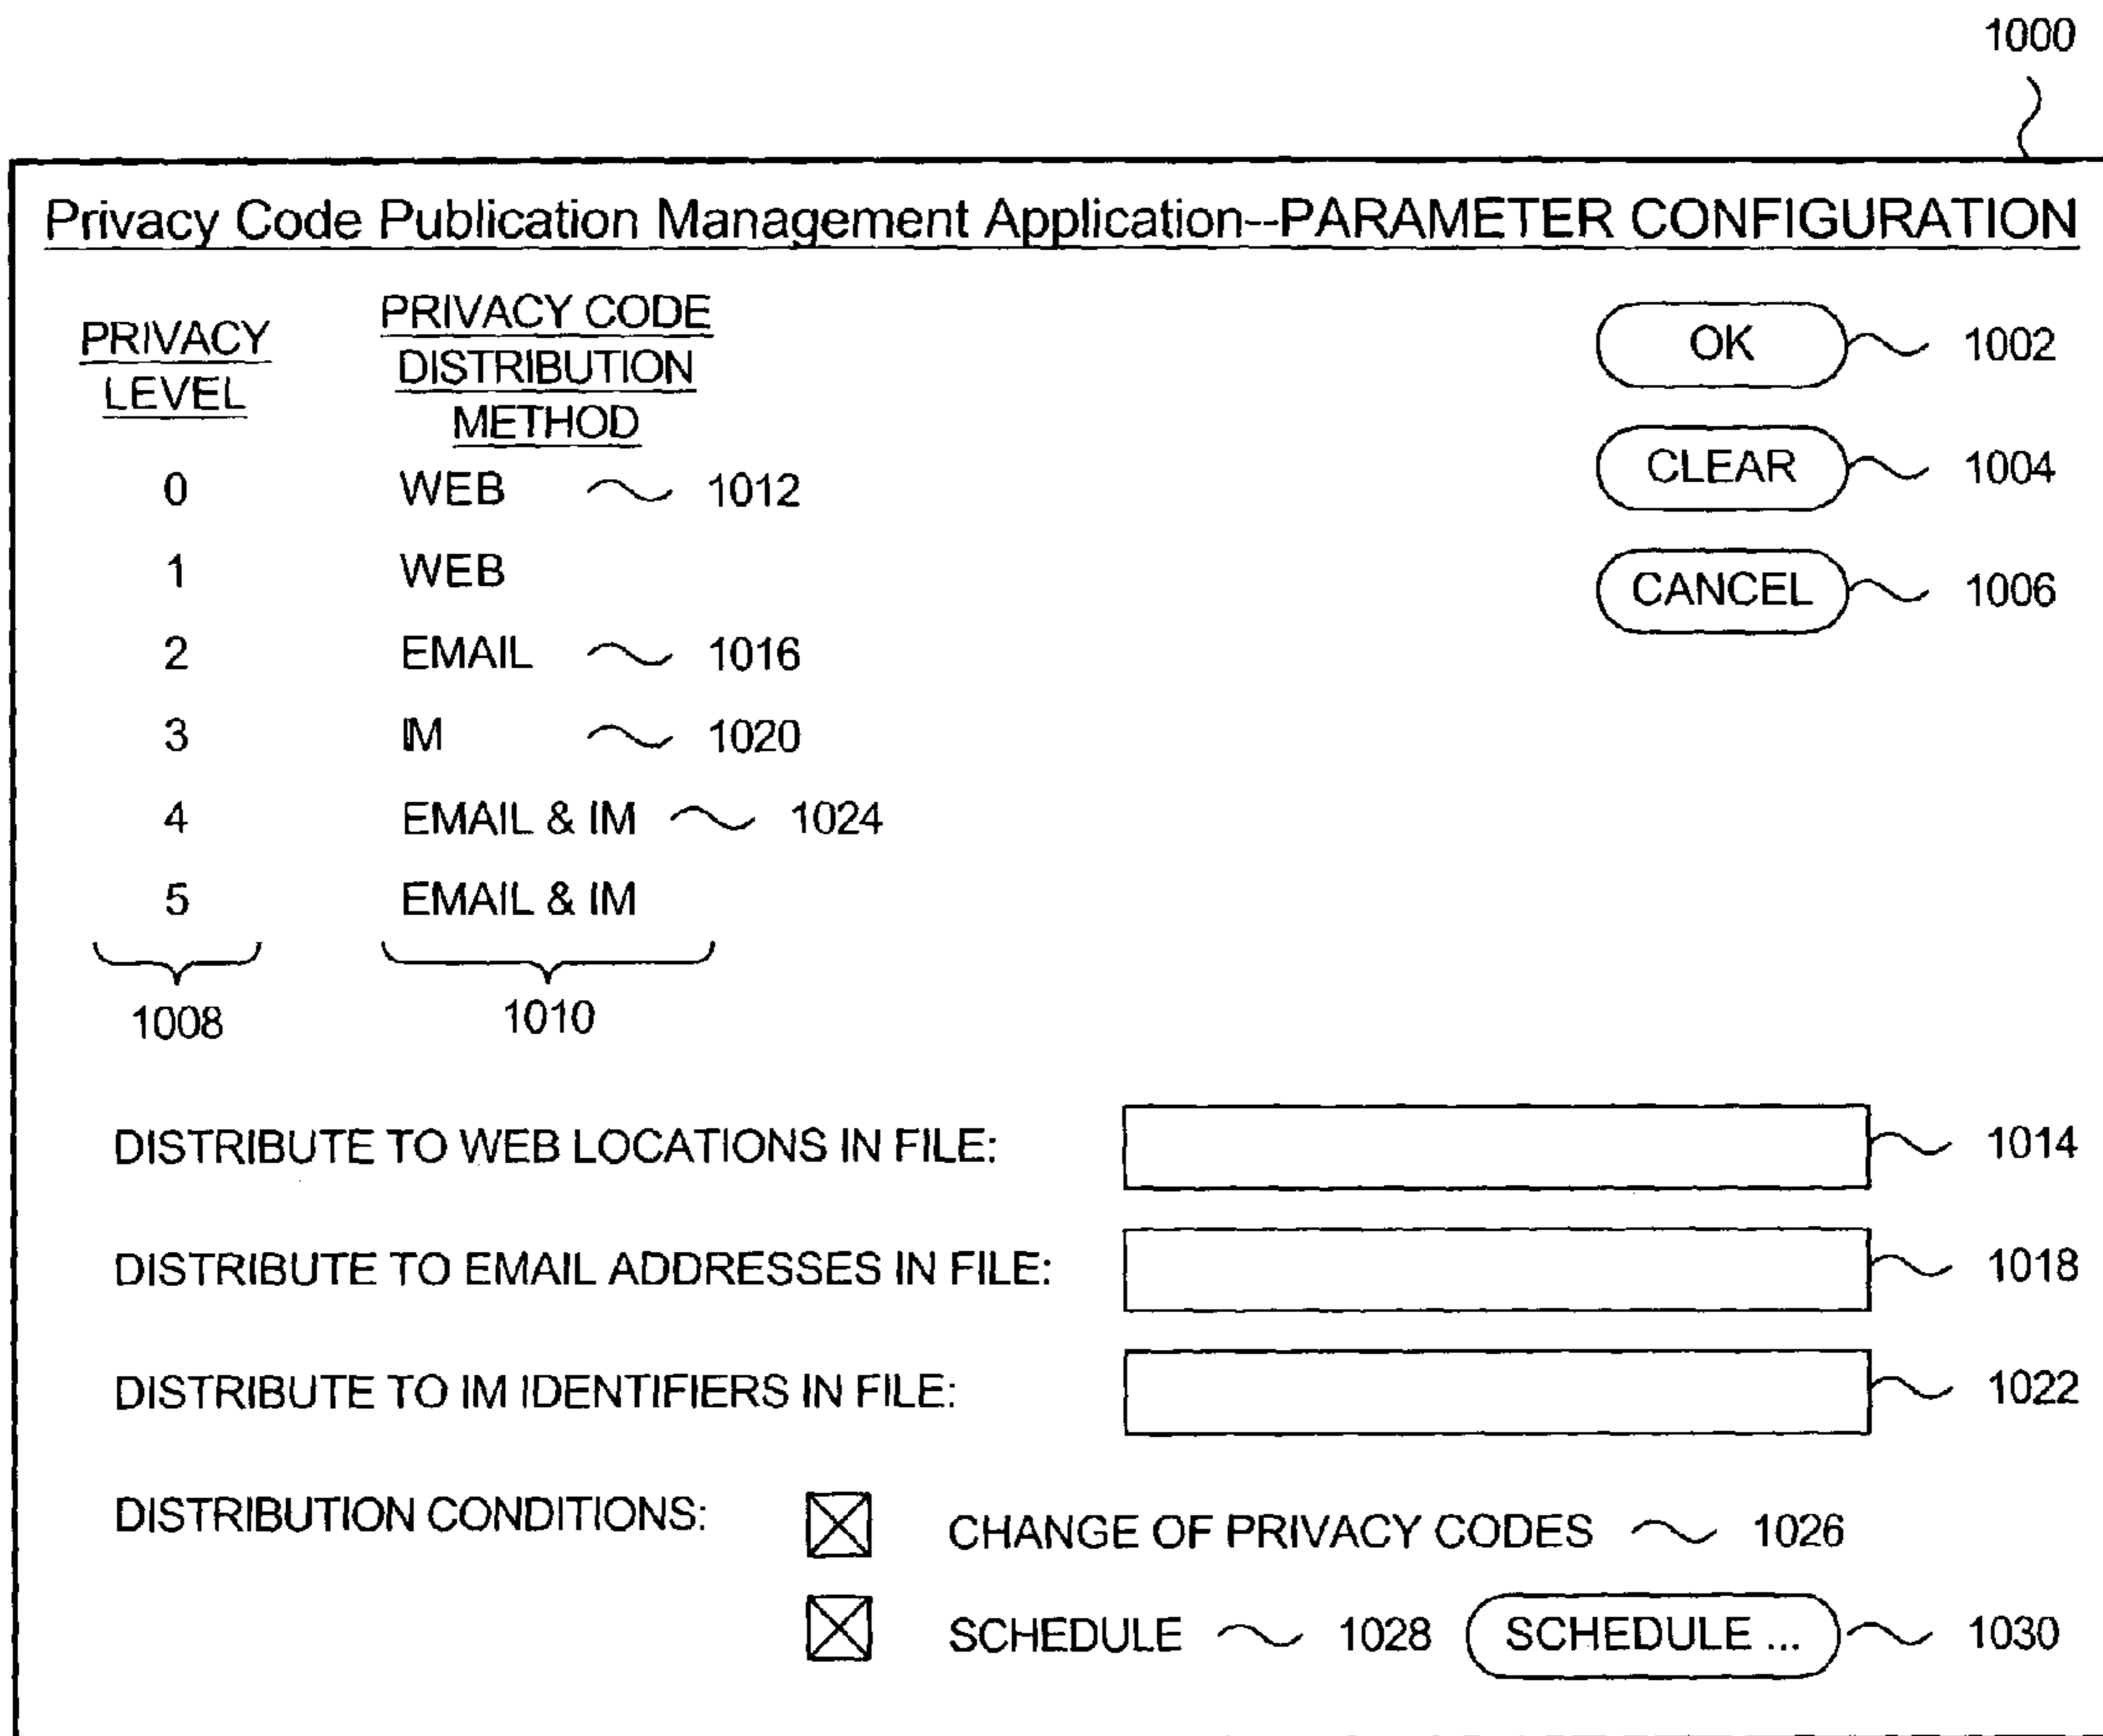 1000
Privacy Code Publication Management Application--PARAMETER CONFIGURATION
PRIVACY
LEVEL
PRIVACY CODE
DISTRIBUTION
METHOD
OK 1002
CLEAR 1004
CANCEL 1006
0 WEB 1012
1 WEB
2 EMAIL 1016
3 IM 1020
4 EMAIL & IM 1024
5 EMAIL & IM
1008 1010
DISTRIBUTE TO WEB LOCATIONS IN FILE: 1014
DISTRIBUTE TO EMAIL ADDRESSES IN FILE: 1018
DISTRIBUTE TO IM IDENTIFIERS IN FILE: 1022
DISTRIBUTION CONDITIONS: CHANGE OF PRIVACY CODES 1026
SCHEDULE 1028 SCHEDULE ... 1030